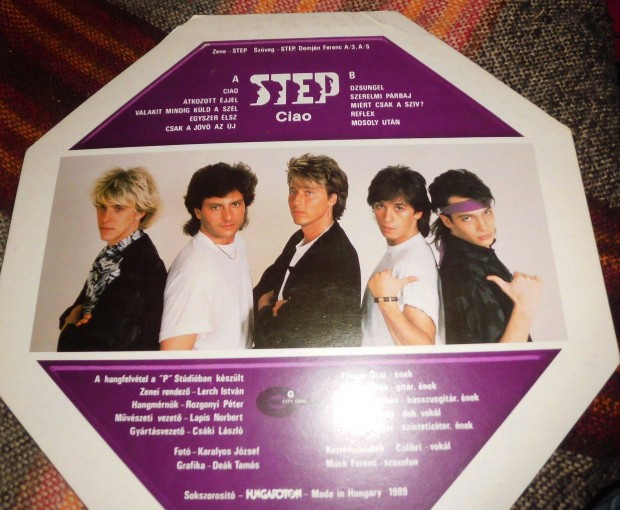 Zene - STEP Szöveg - STEP, Demjén Ferenc A/3, A/5
A
CIAO
ÁTKOZOTT ÉJJEL
VALAKIT MINDIG KÜLD A SZÉL
EGYSZER ÉLSZ
CSAK A JÖVŐ AZ ÚJ
STEP
Ciao
B
DZSUNGEL
SZERELMI PÁRBAJ
MIÉRT CSAK A SZÍV?
REFLEX
MOSOLY UTÁN
A hangfelvétel a "P" Stúdióban készült
Zenei rendező - Lerch István
Hangmérnök - Rozgonyi Péter
Művészeti vezető - Lapis Norbert
Gyártásvezető - Csáki László
Fotó - Karalyos József
Grafika - Deák Tamás
Öcsi - ének
- gitár, ének
basszusgitár, ének
- dob, vokál
szintetizátor, ének
Colibri - vokál
Muck Ferenc - szaxofon
Sokszorosító - HUNGAROTON - Made in Hungary 1988